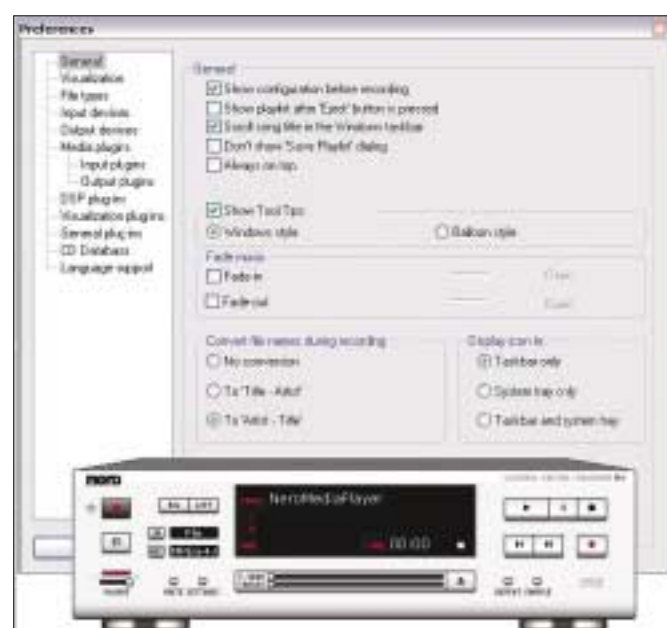 Preferences
General
Visualization
File types
Input devices
Output devices
Media plugins
Input plugins
Output plugins
DSP plugins
Visualization plugins
General plugins
CD Database
Language support
General
Show configuration before recording
Show playlist after 'Eject' button is pressed
Scroll song title in the Windows taskbar
Don't show 'Save Playlist' dialog
Always on top
Show Tool Tips
Windows style
Balloon style
Fade in
Fade out
Convert file names during recording
No conversion
To 'Title - Artist'
To 'Artist - Title'
Display icon in
Taskbar only
System tray only
Taskbar and system tray
NeroMediaPlayer
00:00